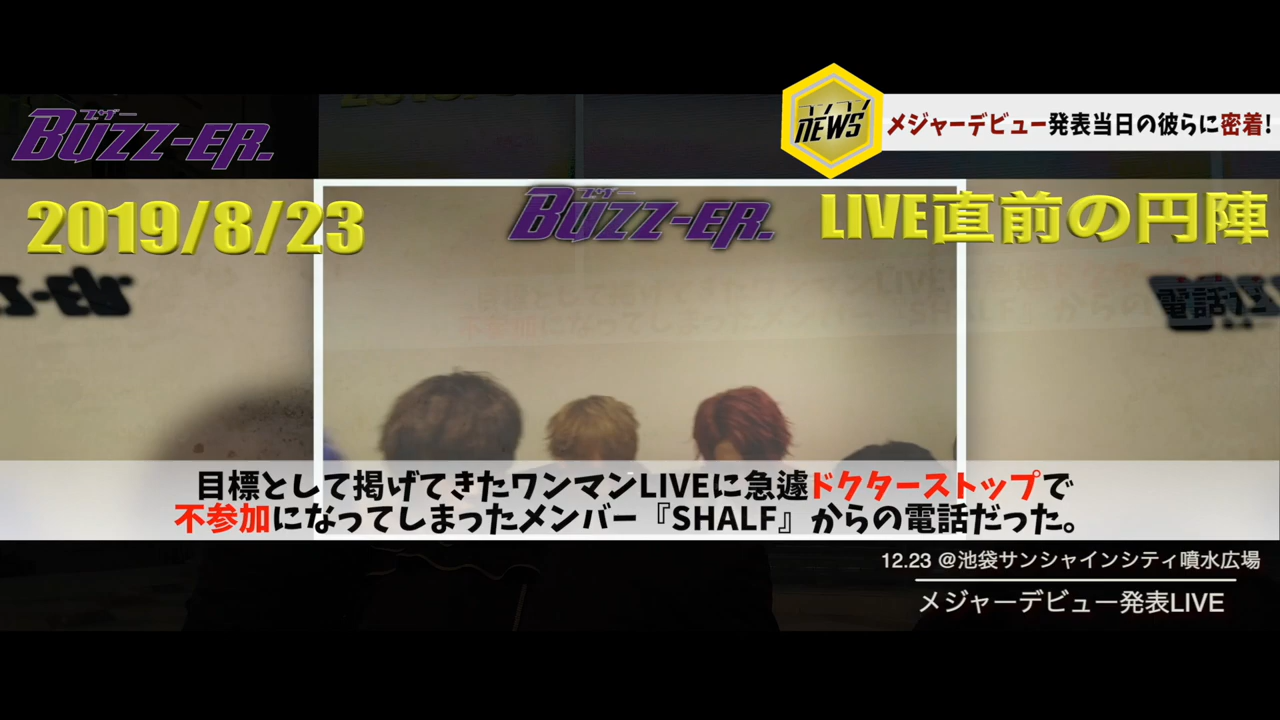 ブザー
BUZZ-ER.
コンコン
NEWS
メジャーデビュー発表当日の彼らに密着!
2019/8/23
ブザー
BUZZ-ER.
LIVE直前の円陣
目標として掲げてきたワンマンLIVEに急遽ドクターストップで
不参加になってしまったメンバー『SHALF』からの電話だった。
12.23 @池袋サンシャインシティ噴水広場
メジャーデビュー発表LIVE